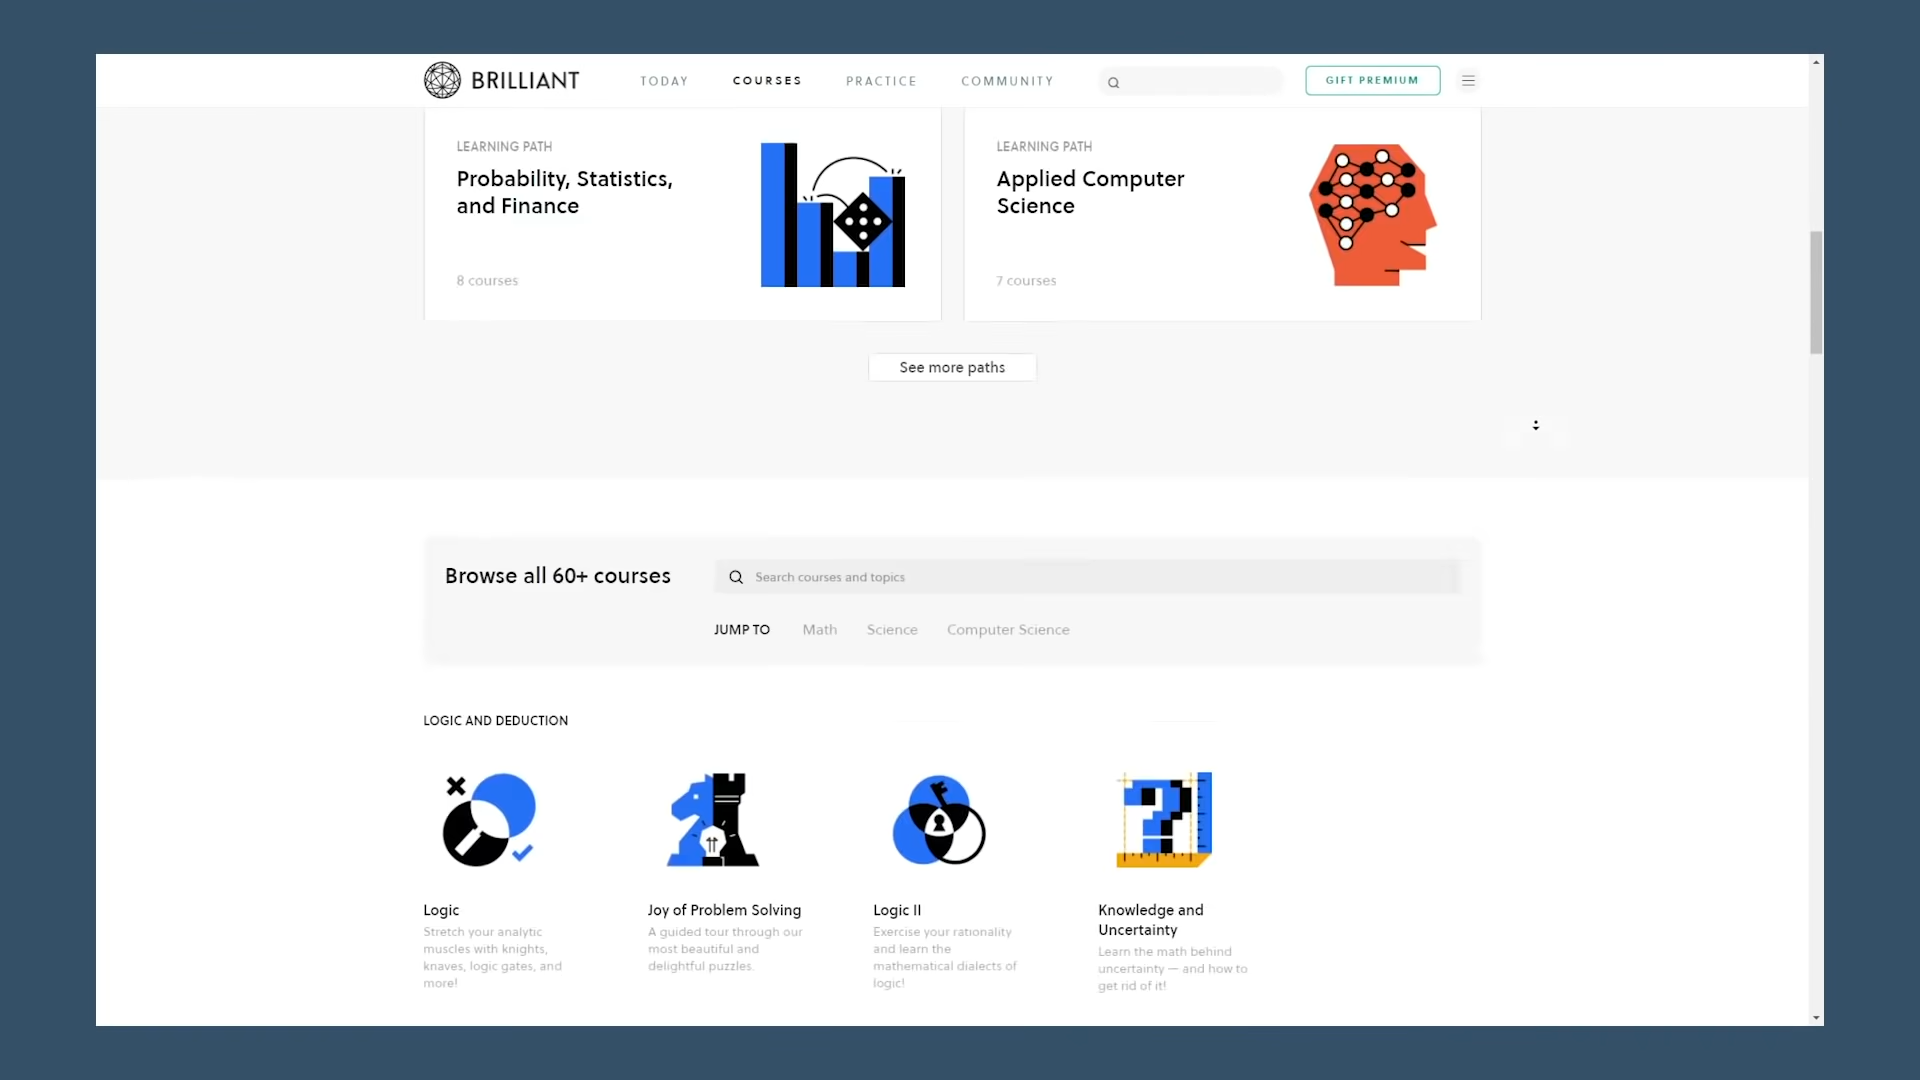 BRILLIANT
TODAY
COURSES
PRACTICE
COMMUNITY
GIFT PREMIUM
LEARNING PATH
Probability, Statistics,
and Finance
8 courses
LEARNING PATH
Applied Computer
Science
7 courses
See more paths
Browse all 60+ courses
Search courses and topics
JUMP TO
Math
Science
Computer Science
LOGIC AND DEDUCTION
Logic
Stretch your analytic
muscles with knights,
knaves, logic gates, and
more!
Joy of Problem Solving
A guided tour through our
most beautiful and
delightful puzzles.
Logic II
Exercise your rationality
and learn the
mathematical dialects of
logic!
Knowledge and
Uncertainty
Learn the math behind
uncertainty — and how to
get rid of it!